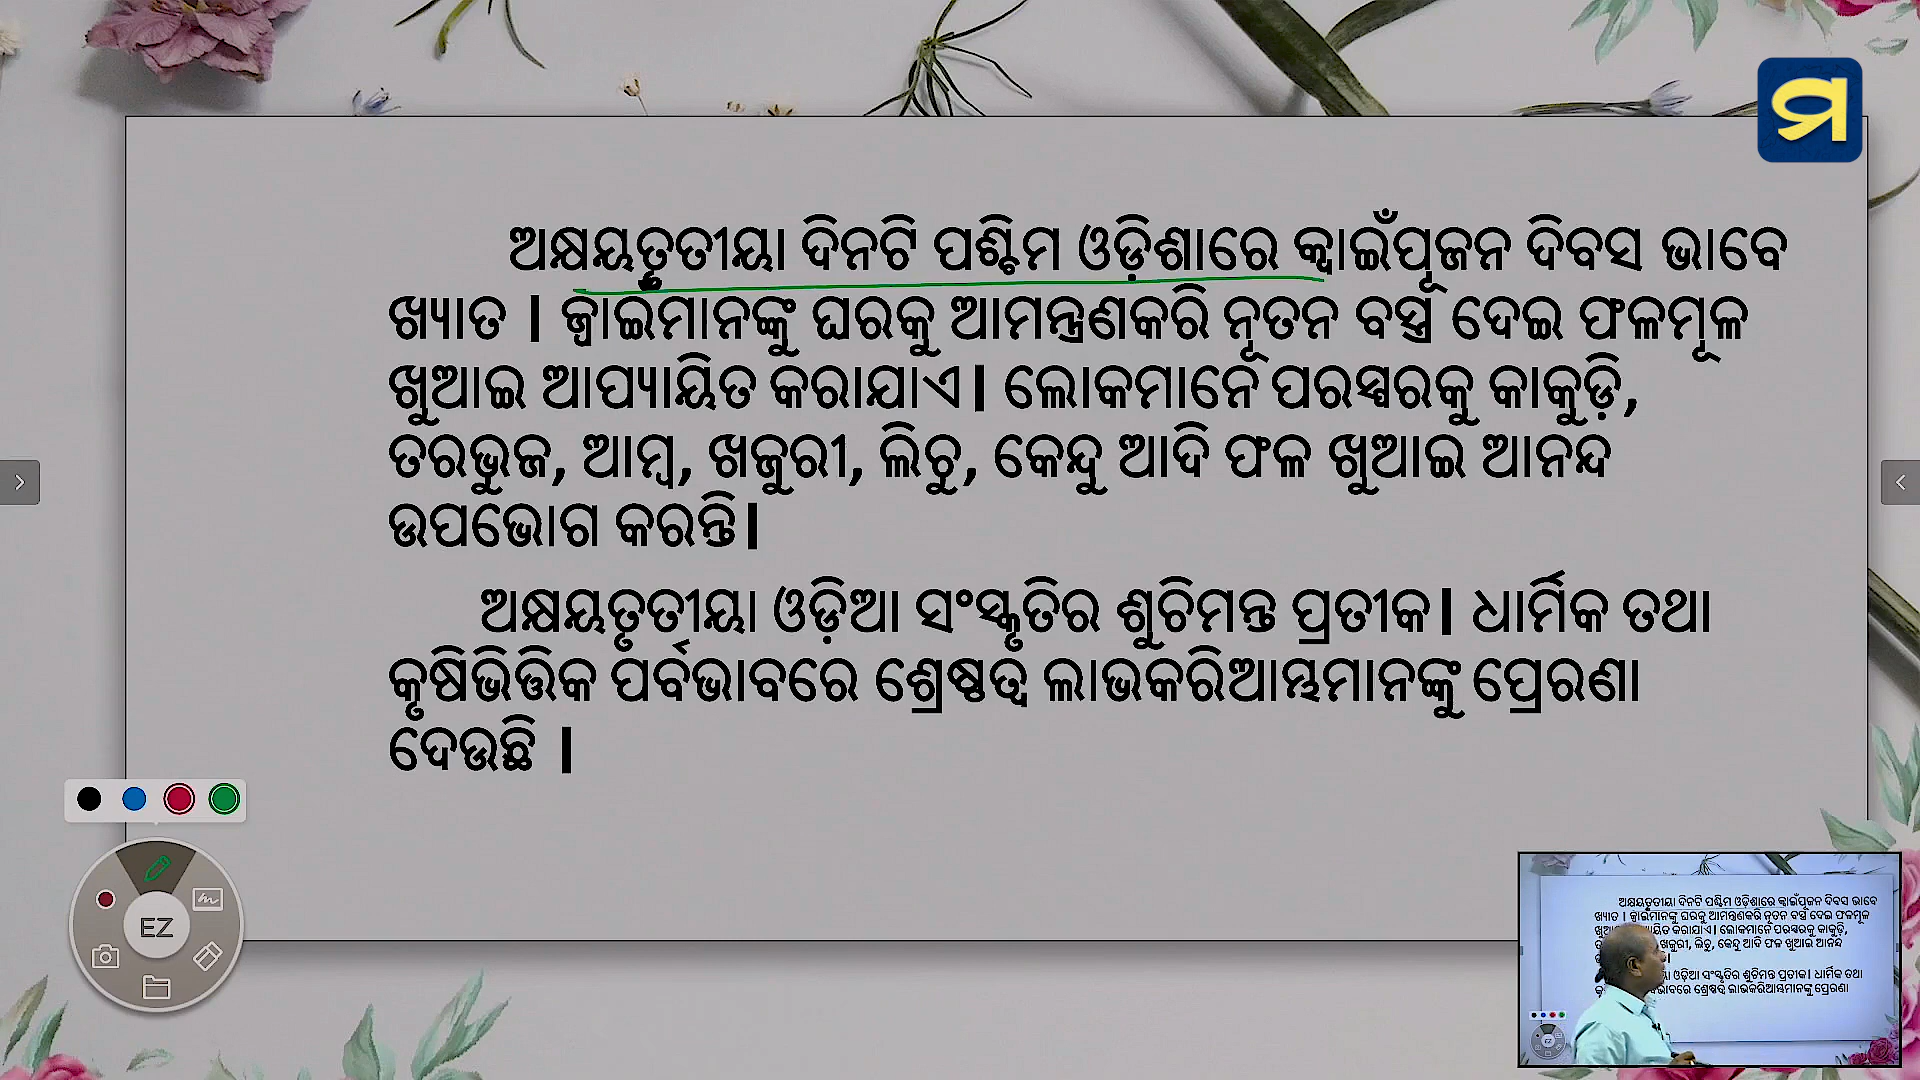 ଅକ୍ଷୟତୃତୀୟା ଦିନଟି ପଶ୍ଚିମ ଓଡ଼ିଶାରେ ଜ୍ୱାଇଁପୂଜନ ଦିବସ ଭାବେ
ଖ୍ୟାତ । ଜ୍ୱାଇଁମାନଙ୍କୁ ଘରକୁ ଆମନ୍ତ୍ରଣକରି ନୂତନ ବସ୍ତ୍ର ଦେଇ ଫଳମୂଳ
ଖୁଆଇ ଆପ୍ୟାୟିତ କରାଯାଏ। ଲୋକମାନେ ପରସ୍ପରକୁ କାକୁଡ଼ି,
ତରଭୁଜ, ଆମ୍ବ, ଖଜୁରୀ, ଲିଚୁ, କେନ୍ଦୁ ଆଦି ଫଳ ଖୁଆଇ ଆନନ୍ଦ
ଉପଭୋଗ କରନ୍ତି।
ଅକ୍ଷୟତୃତୀୟା ଓଡ଼ିଆ ସଂସ୍କୃତିର ଶୁଚିମନ୍ତ ପ୍ରତୀକ। ଧାର୍ମିକ ତଥା
କୃଷିଭିତ୍ତିକ ପର୍ବଭାବରେ ଶ୍ରେଷ୍ଠତ୍ୱ ଲାଭକରିଆମ୍ଭମାନଙ୍କୁ ପ୍ରେରଣା
ଦେଉଛି ।
EZ